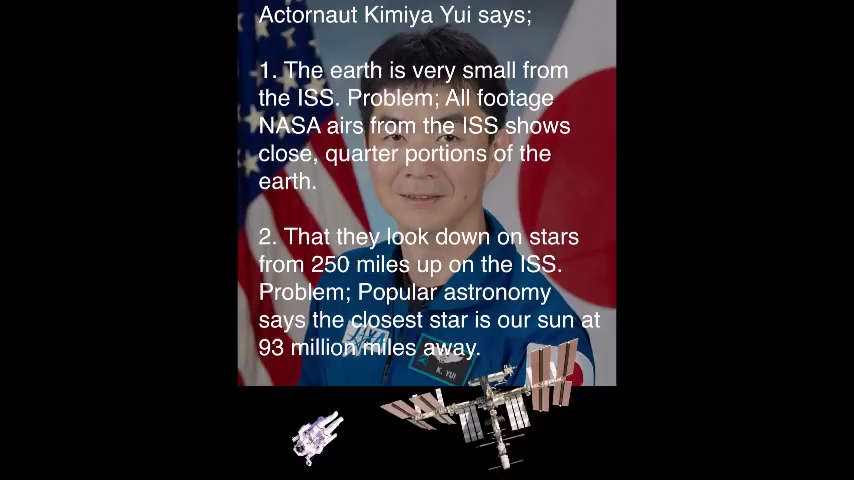 Actornaut Kimiya Yui says;
1. The earth is very small from
the ISS. Problem; All footage
NASA airs from the ISS shows
close, quarter portions of the
earth.
2. That they look down on stars
from 250 miles up on the ISS.
Problem; Popular astronomy
says the closest star is our sun at
93 million miles away.
K. YUI